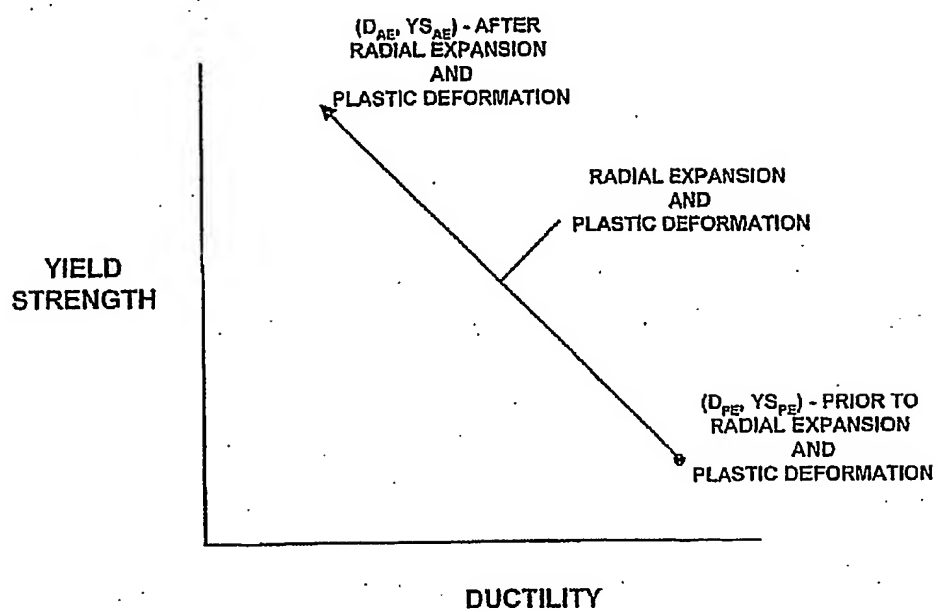 (D_AE, YS_AE) - AFTER
RADIAL EXPANSION
AND
PLASTIC DEFORMATION
RADIAL EXPANSION
AND
PLASTIC DEFORMATION
YIELD
STRENGTH
(D_PE, YS_PE) - PRIOR TO
RADIAL EXPANSION
AND
PLASTIC DEFORMATION
DUCTILITY